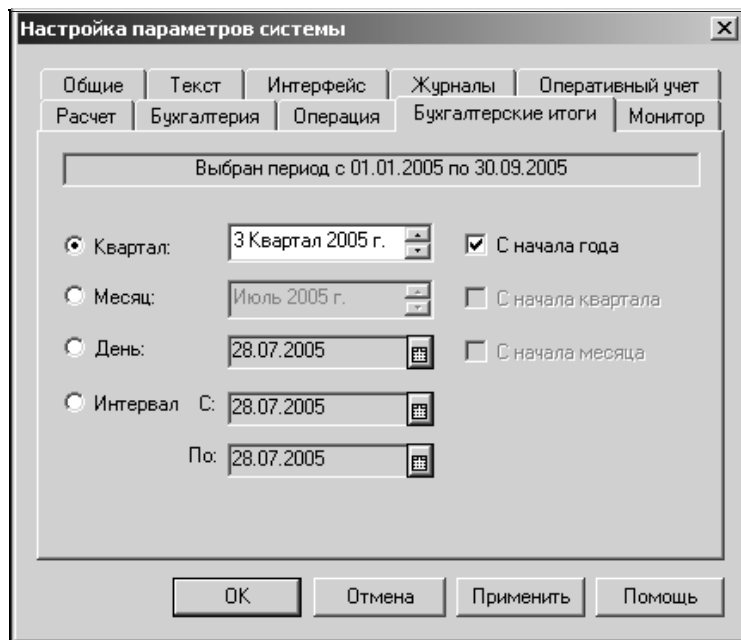 Настройка параметров системы
Общие Текст Интерфейс Журналы Оперативный учет
Расчет Бухгалтерия Операция Бухгалтерские итоги Монитор
Выбран период с 01.01.2005 по 30.09.2005
Квартал: 3 Квартал 2005 г. С начала года
Месяц: Июль 2005 г. С начала квартала
День: 28.07.2005 С начала месяца
Интервал С: 28.07.2005
По: 28.07.2005
OK Отмена Применить Помощь